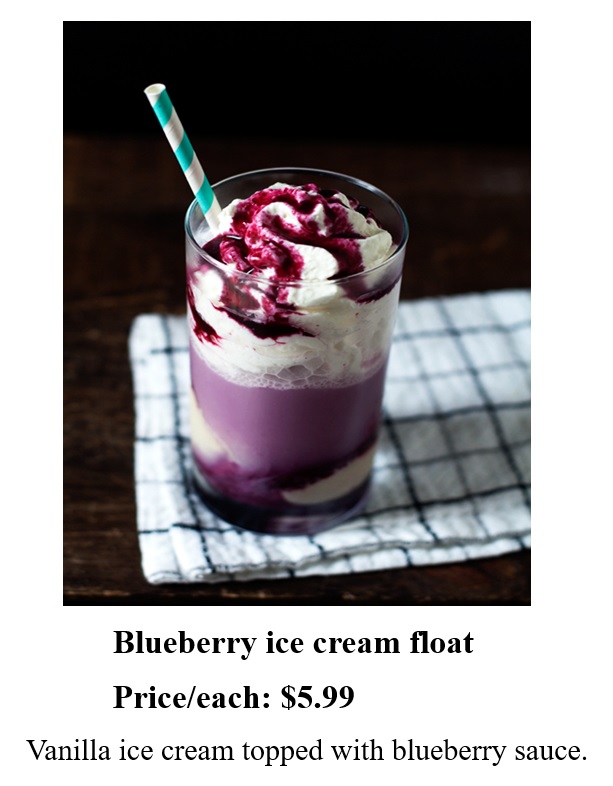 Blueberry ice cream float
Price/each: $5.99
Vanilla ice cream topped with blueberry sauce.